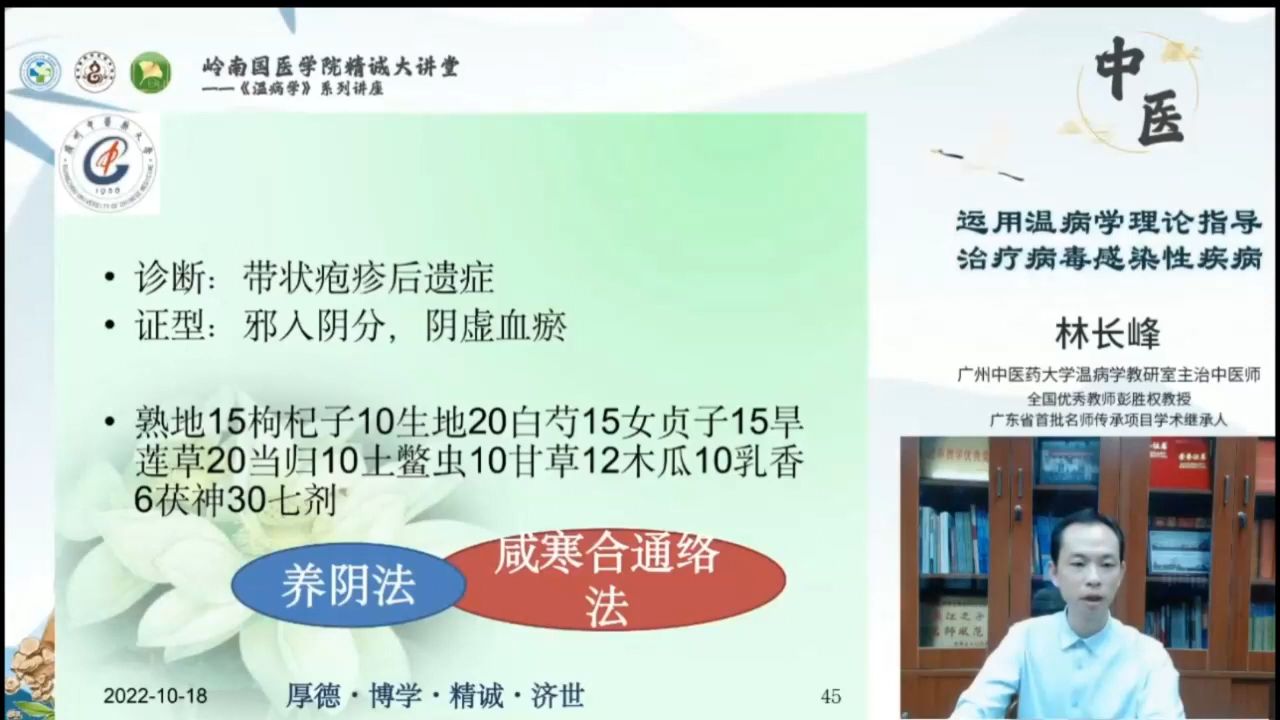 岭南国医学院精诚大讲堂
——《温病学》系列讲座
中医
1956
运用温病学理论指导
治疗病毒感染性疾病
林长峰
广州中医药大学温病学教研室主治中医师
全国优秀教师彭胜权教授
广东省首批名师传承项目学术继承人
• 诊断：带状疱疹后遗症
• 证型：邪入阴分，阴虚血瘀
• 熟地15枸杞子10生地20白芍15女贞子15旱
莲草20当归10土鳖虫10甘草12木瓜10乳香
6茯神30七剂
养阴法
咸寒合通络
法
2022-10-18
厚德·博学·精诚·济世
45